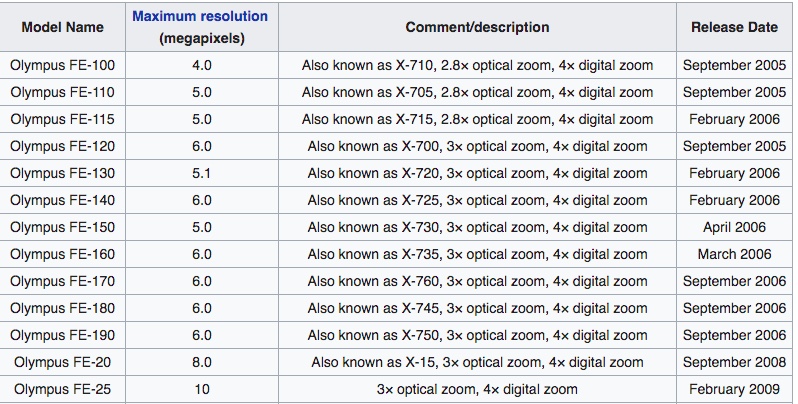 Model Name Maximum resolution (megapixels) Comment/description Release Date
Olympus FE-100 4.0 Also known as X-710, 2.8× optical zoom, 4× digital zoom September 2005
Olympus FE-110 5.0 Also known as X-705, 2.8× optical zoom, 4× digital zoom September 2005
Olympus FE-115 5.0 Also known as X-715, 2.8× optical zoom, 4× digital zoom February 2006
Olympus FE-120 6.0 Also known as X-700, 3× optical zoom, 4× digital zoom September 2005
Olympus FE-130 5.1 Also known as X-720, 3× optical zoom, 4× digital zoom February 2006
Olympus FE-140 6.0 Also known as X-725, 3× optical zoom, 4× digital zoom February 2006
Olympus FE-150 5.0 Also known as X-730, 3× optical zoom, 4× digital zoom April 2006
Olympus FE-160 6.0 Also known as X-735, 3× optical zoom, 4× digital zoom March 2006
Olympus FE-170 6.0 Also known as X-760, 3× optical zoom, 4× digital zoom September 2006
Olympus FE-180 6.0 Also known as X-745, 3× optical zoom, 4× digital zoom September 2006
Olympus FE-190 6.0 Also known as X-750, 3× optical zoom, 4× digital zoom September 2006
Olympus FE-20 8.0 Also known as X-15, 3× optical zoom, 4× digital zoom September 2008
Olympus FE-25 10 3× optical zoom, 4× digital zoom February 2009